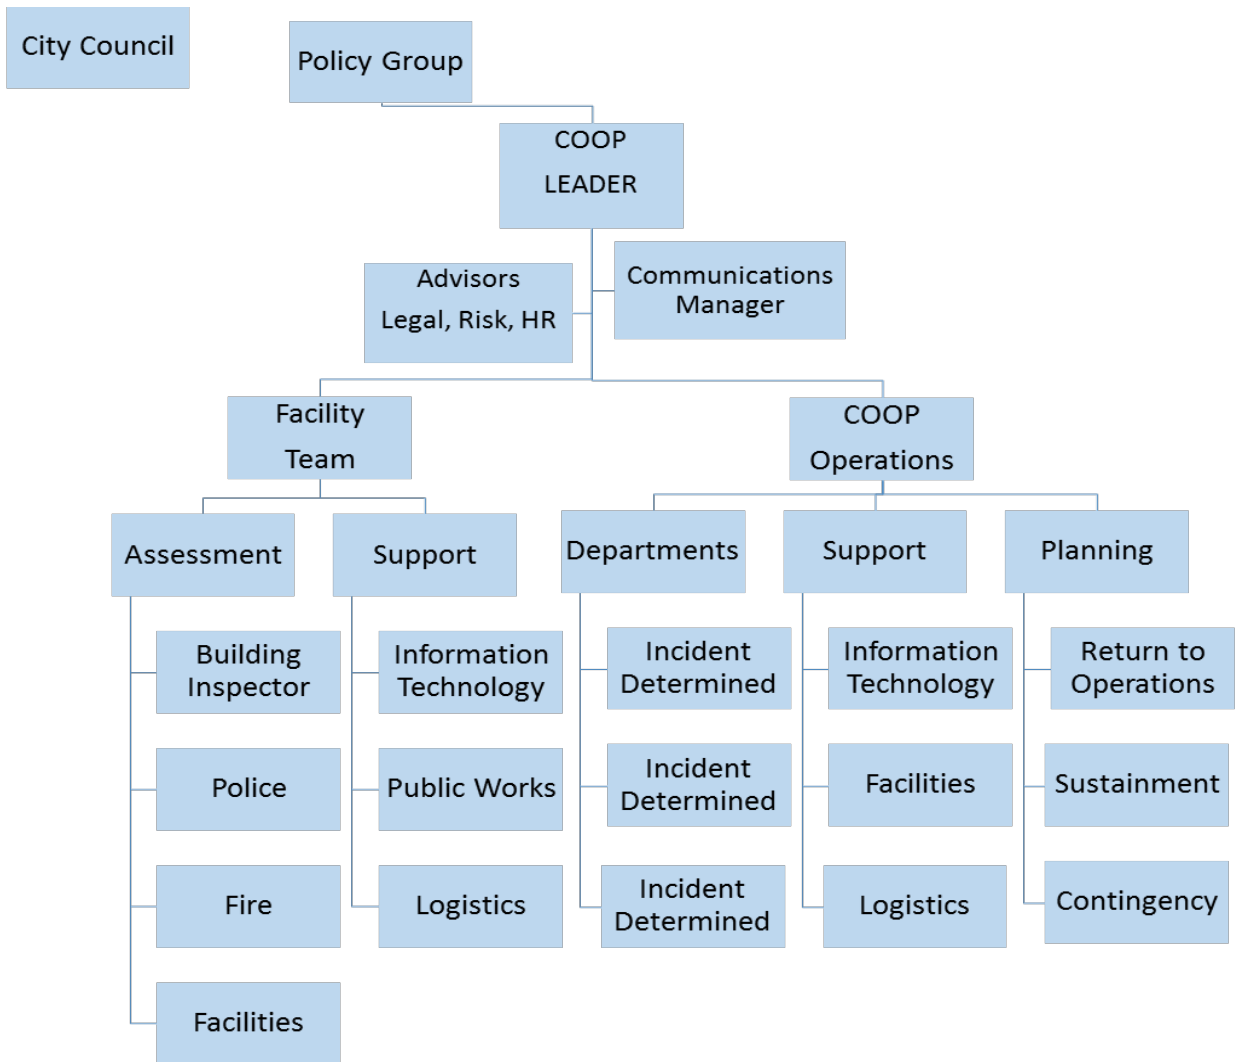 City Council
Policy Group
COOP
LEADER
Advisors
Legal, Risk, HR
Communications
Manager
Facility
Team
COOP
Operations
Assessment
Support
Departments
Support
Planning
Building
Inspector
Information
Technology
Incident
Determined
Information
Technology
Return to
Operations
Police
Public Works
Incident
Determined
Facilities
Sustainment
Fire
Logistics
Incident
Determined
Logistics
Contingency
Facilities